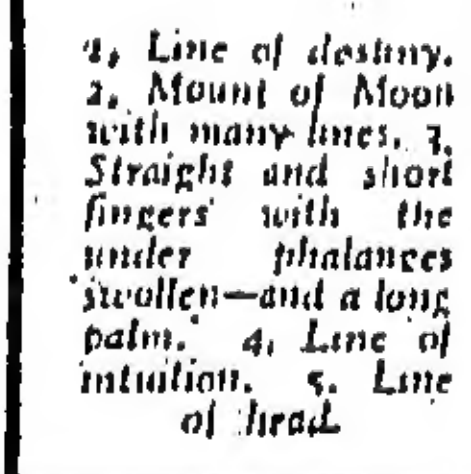 1, Line of destiny.
2. Mount of Moon
with many lines. 3.
Straight and short
fingers with the
under phalances
swollen—and a long
palm. 4, Line of
intuition. 5. Line
of head